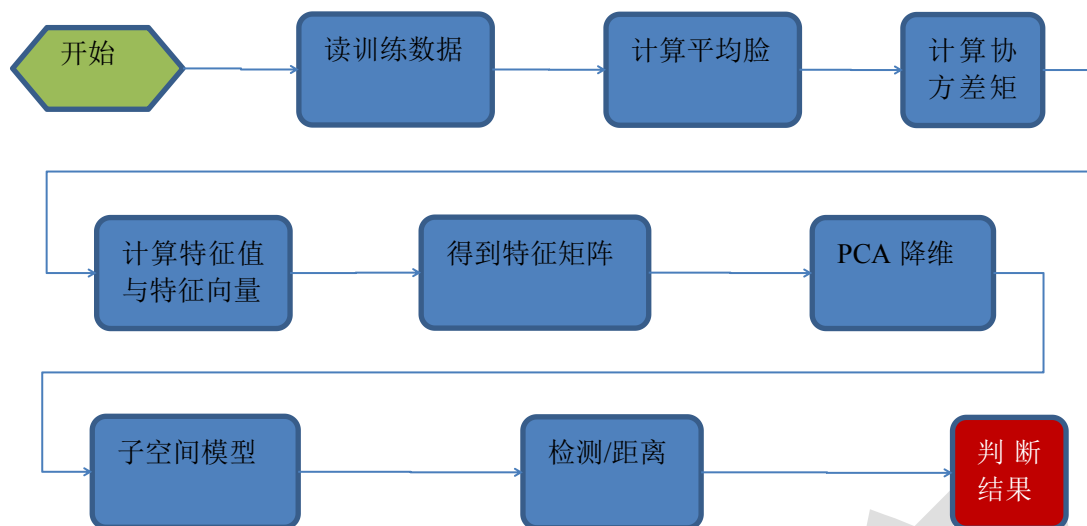 开始
读训练数据
计算平均脸
计算协
方差矩
计算特征值
与特征向量
得到特征矩阵
PCA 降维
子空间模型
检测/距离
判断
结果